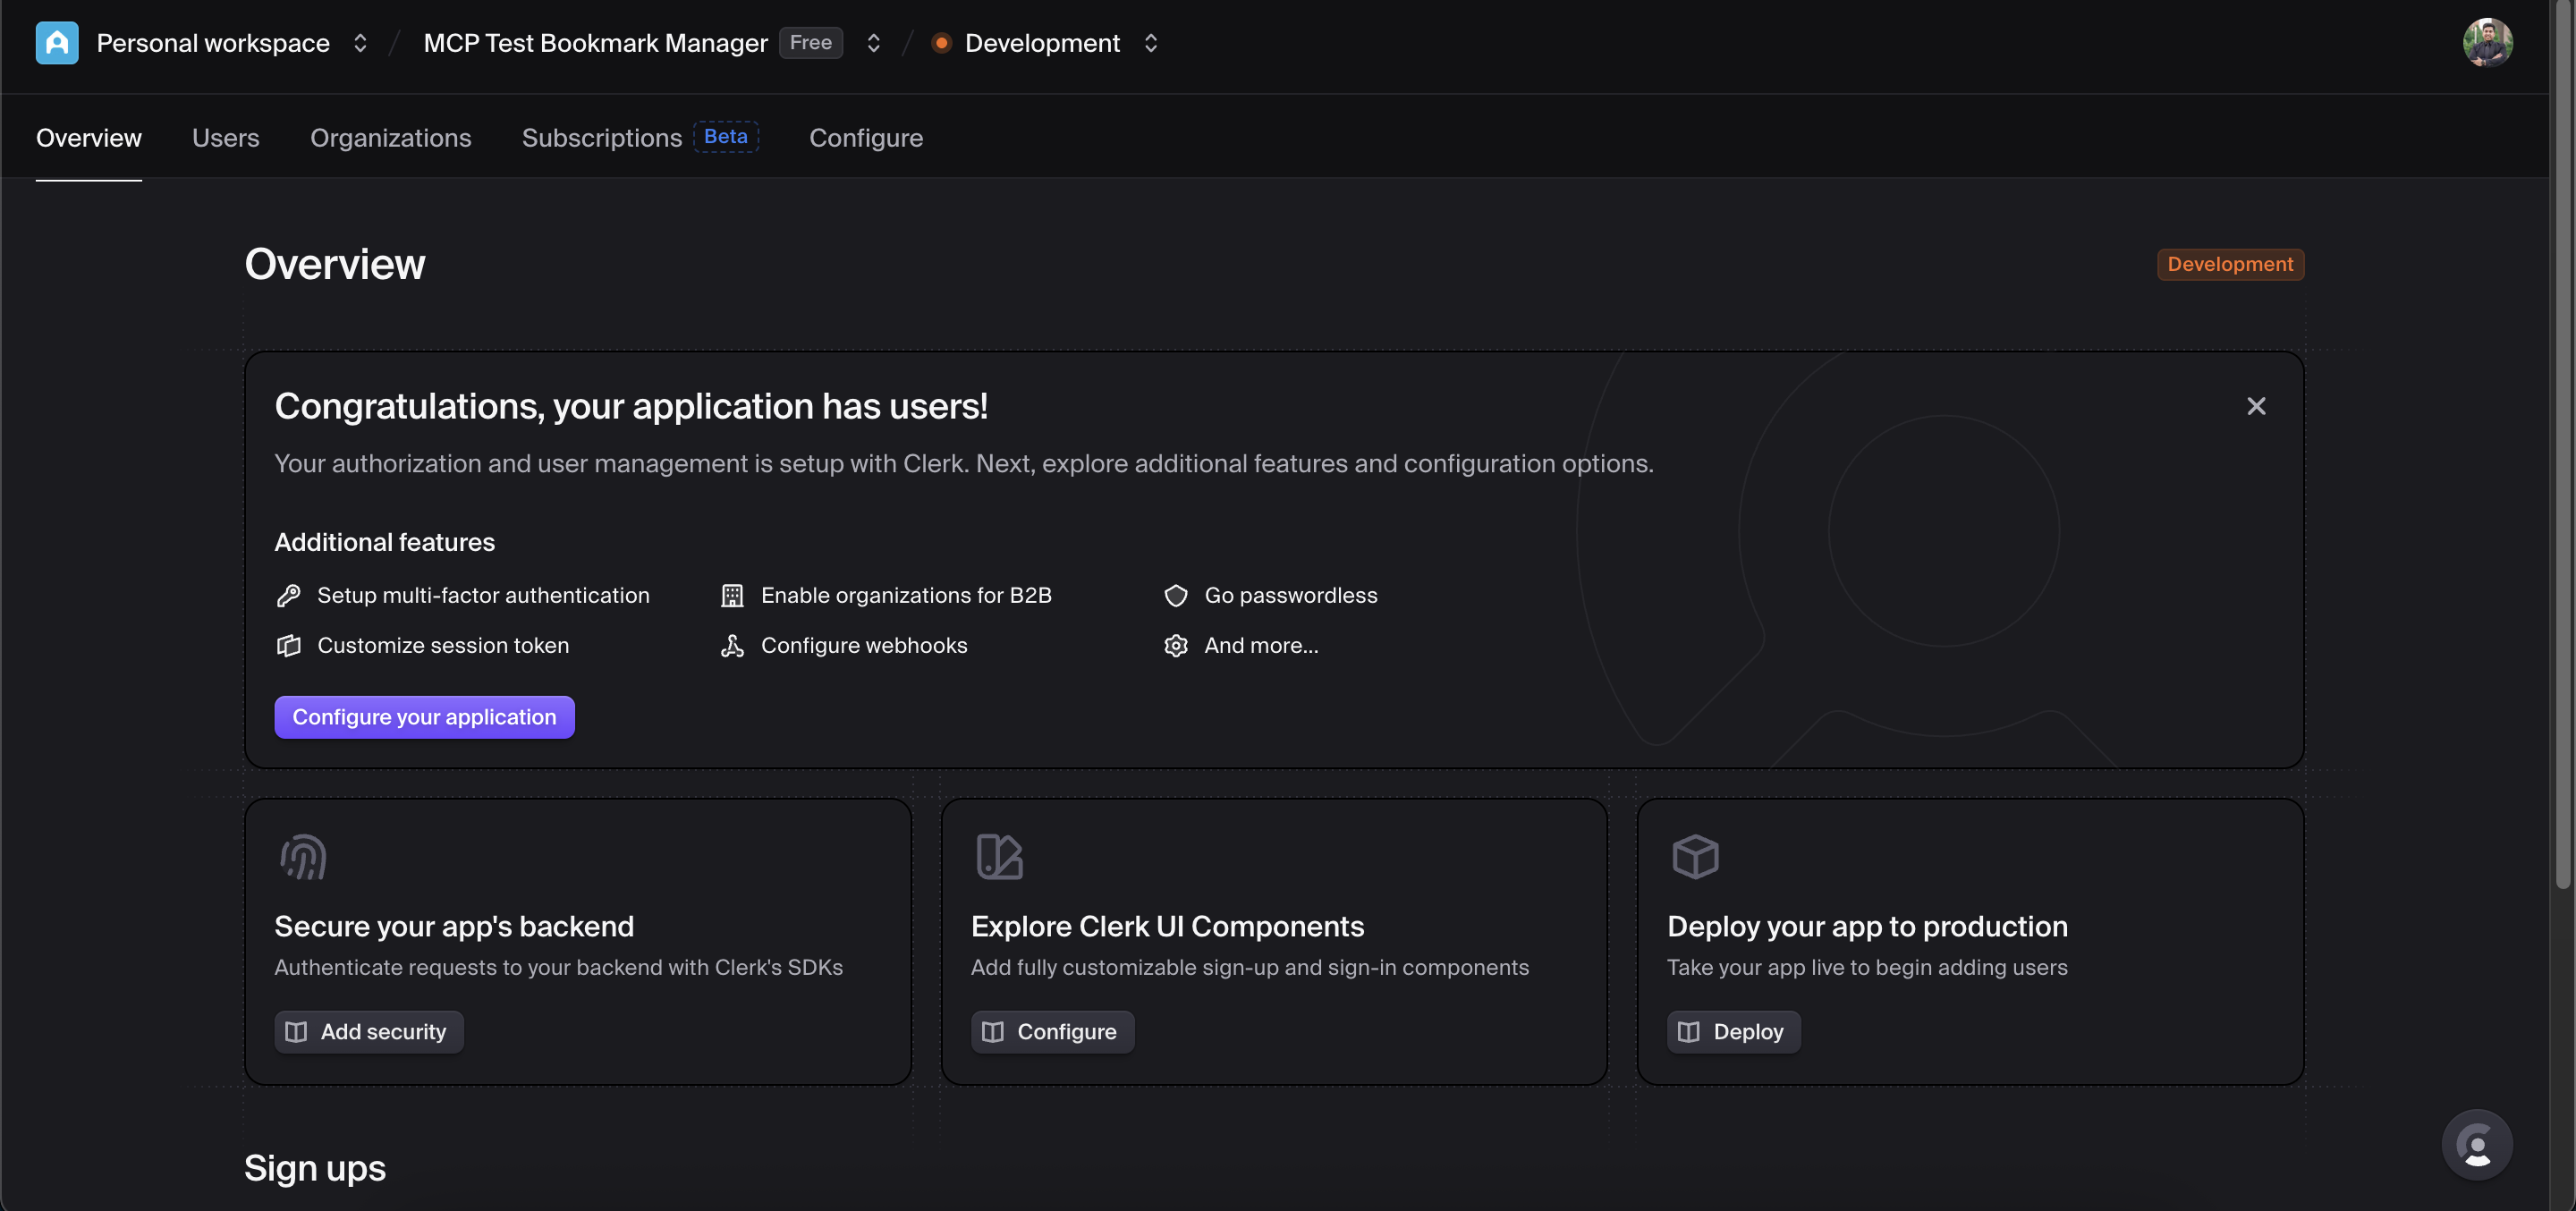 Personal workspace / MCP Test Bookmark Manager Free / Development
Overview Users Organizations Subscriptions Beta Configure
Overview
Development
Congratulations, your application has users!
Your authorization and user management is setup with Clerk. Next, explore additional features and configuration options.
Additional features
Setup multi-factor authentication
Enable organizations for B2B
Go passwordless
Customize session token
Configure webhooks
And more...
Configure your application
Secure your app's backend
Authenticate requests to your backend with Clerk's SDKs
Add security
Explore Clerk UI Components
Add fully customizable sign-up and sign-in components
Configure
Deploy your app to production
Take your app live to begin adding users
Deploy
Sign ups